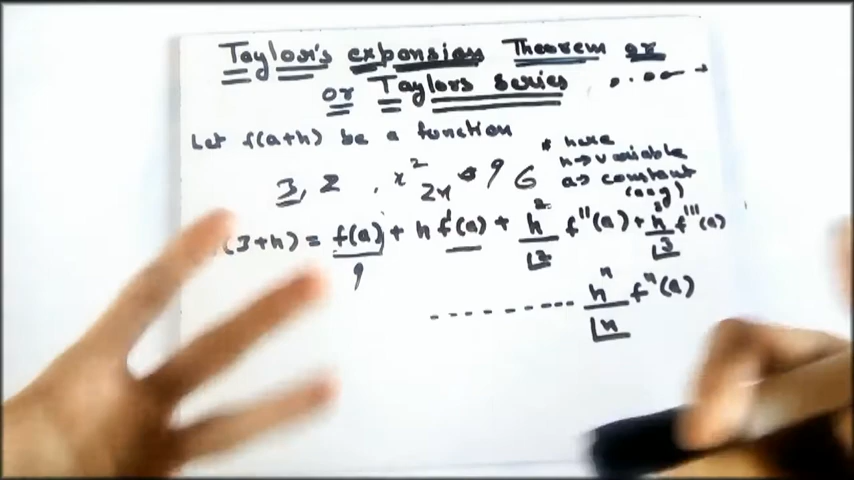 Taylor's expansion Theorem or
or Taylors series
Let f(a+h) be a function
* here
h→variable
a→ constant
(arg)
3, 2 , x² 2x 9 6
(3+h) = f(a) + h f'(a) + h²/⌊2 f''(a) + h³/⌊3 f'''(a)
9
......... hⁿ/⌊n fⁿ(a)